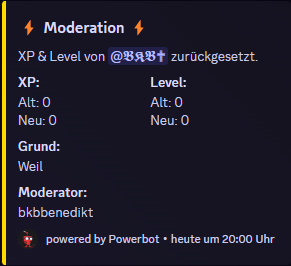 ⚡ Moderation ⚡
XP & Level von @𝕭𝕶𝕭✝ zurückgesetzt.
XP: Level:
Alt: 0 Alt: 0
Neu: 0 Neu: 0
Grund:
Weil
Moderator:
bkbbenedikt
powered by Powerbot • heute um 20:00 Uhr